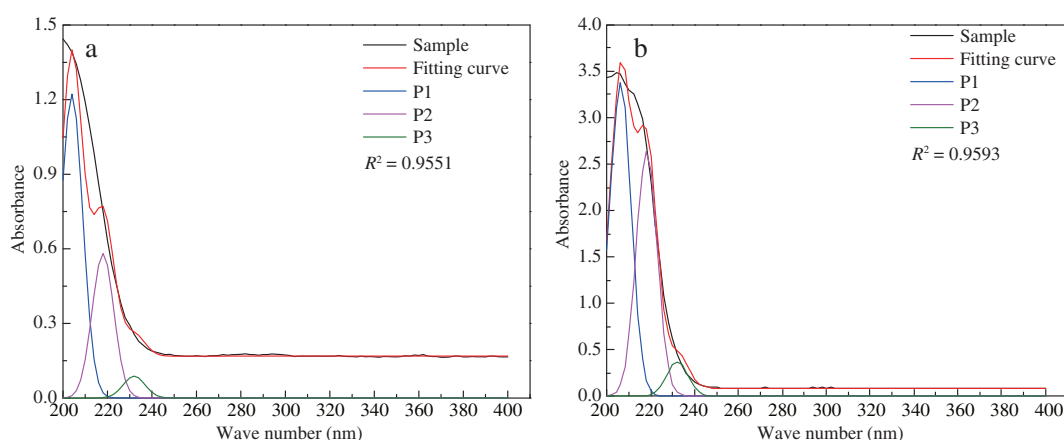 a
Sample
Fitting curve
P1
P2
P3
R² = 0.9551
1.5
1.2
0.9
0.6
0.3
0.0
Absorbance
200 220 240 260 280 300 320 340 360 380 400
Wave number (nm)
b
Sample
Fitting curve
P1
P2
P3
R² = 0.9593
4.0
3.5
3.0
2.5
2.0
1.5
1.0
0.5
0.0
Absorbance
200 220 240 260 280 300 320 340 360 380 400
Wave number (nm)